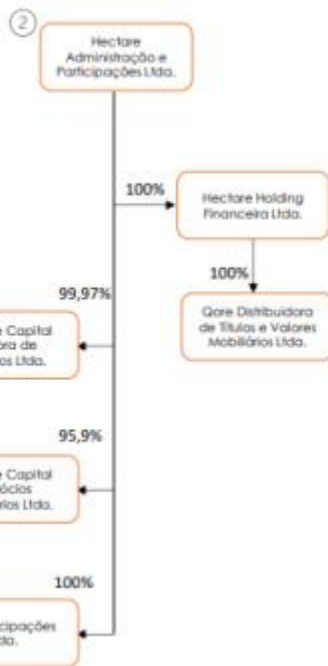 2
Hectare
Administração e
Participações Ltda.
100%
Hectare Holding
Financeira Ltda.
100%
99,97%
Qore Distribuidora
de Títulos e Valores
Mobiliários Ltda.
Capital
de
Ltda.
95,9%
Capital
Ltda.
100%